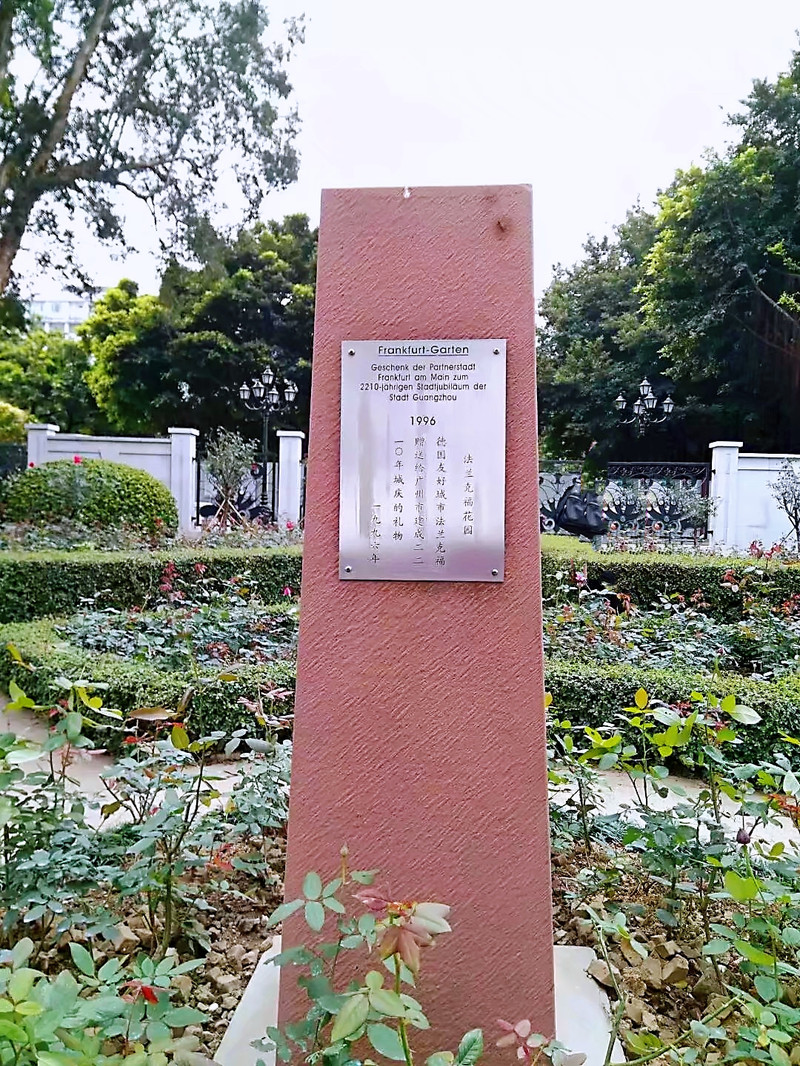 Frankfurt-Garten
Geschenk der Partnerstadt
Frankfurt am Main zum
2210-jährigen Stadtjubiläum der
Stadt Guangzhou
1996
法兰克福花园
德国友好城市法兰克福
赠送给广州市建成二二
一〇年城庆的礼物
一九九六年